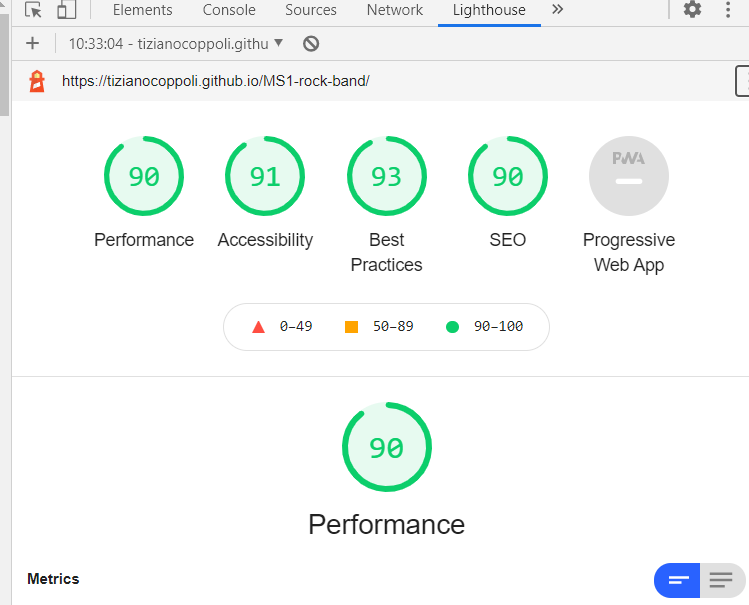 Elements Console Sources Network Lighthouse
10:33:04 - tizianocoppoli.githu
https://tizianocoppoli.github.io/MS1-rock-band/
90 91 93 90 PWA
Performance Accessibility Best Practices SEO Progressive Web App
0–49 50–89 90–100
90
Performance
Metrics